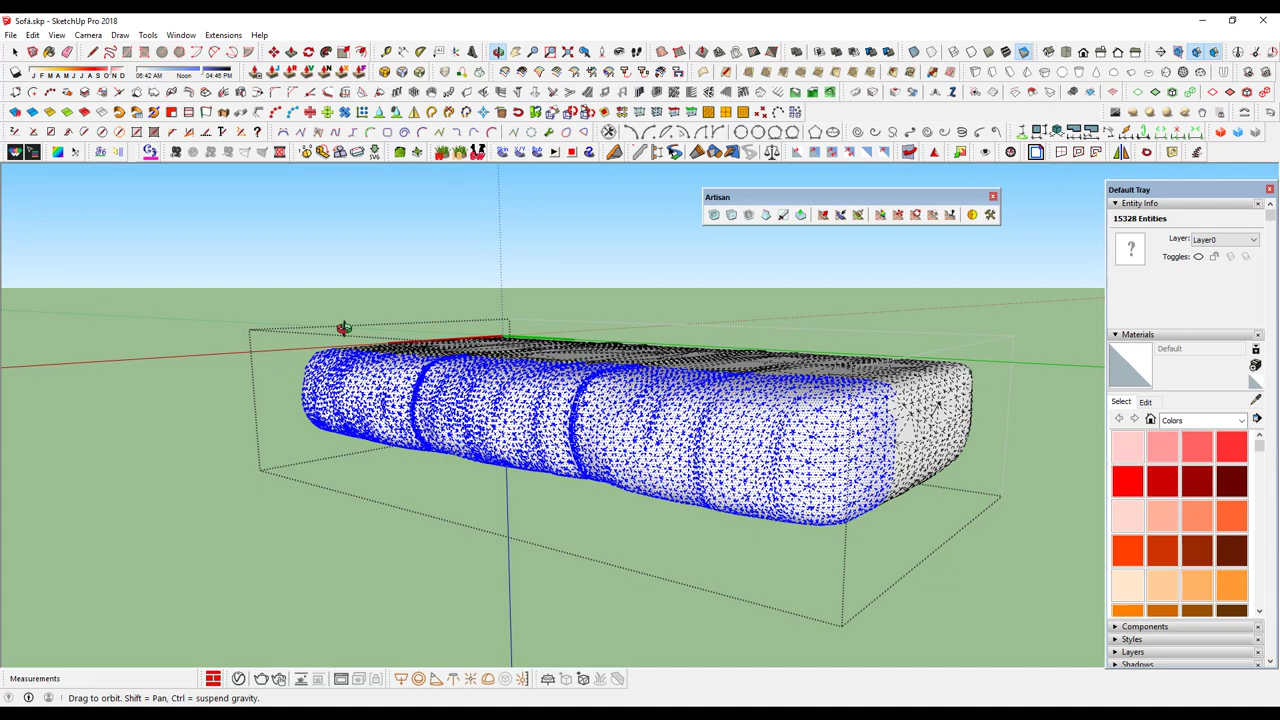 Sofá.skp - SketchUp Pro 2018
File Edit View Camera Draw Tools Window Extensions Help
J F M A M J J A S O N D 06:42 AM Noon 04:46 PM
Artisan
Default Tray
Entity Info
15328 Entities
?
Layer: Layer0
Toggles:
Materials
Default
Select Edit
Colors
Components
Styles
Layers
Shadows
Measurements
Drag to orbit. Shift = Pan, Ctrl = suspend gravity.